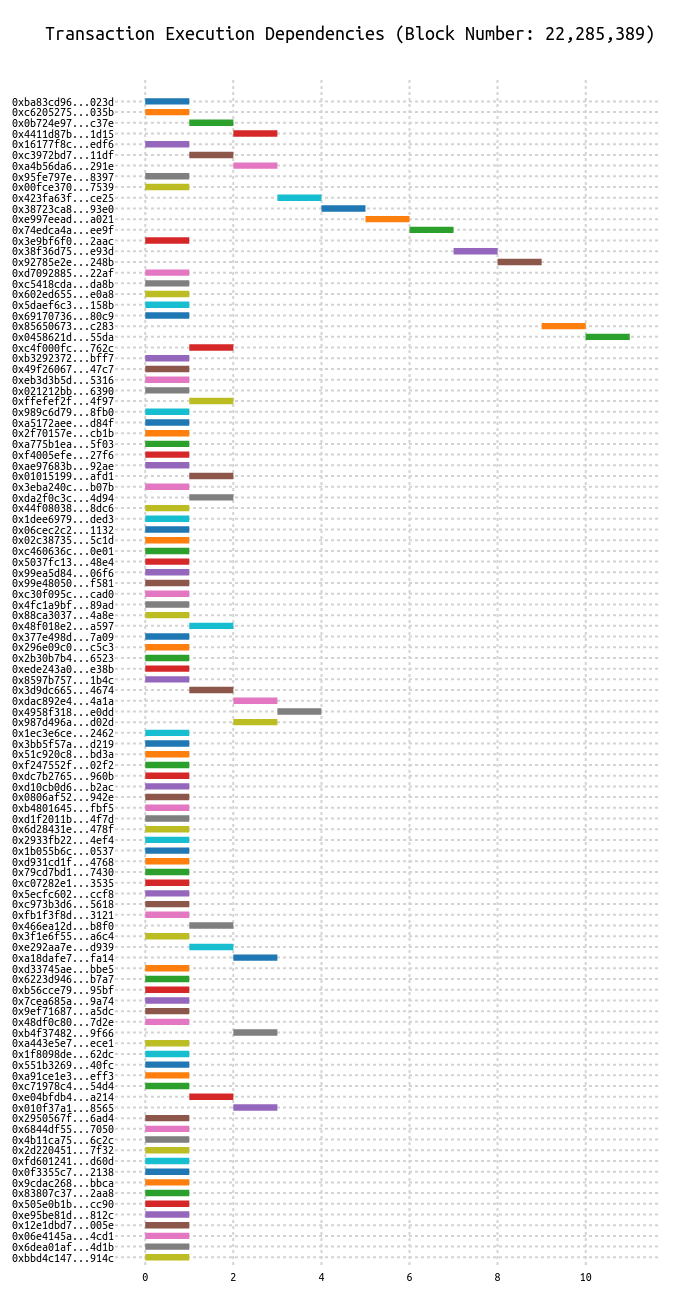 Transaction Execution Dependencies (Block Number: 22,285,389)
0xba83cd96...023d
0xc6205275...035b
0x0b724e97...c37e
0x4411d87b...1d15
0x16177f8c...edf6
0xc3972bd7...11df
0xa4b56da6...291e
0x95fe797e...8397
0x00fce370...7539
0x423fa63f...ce25
0x38723ca8...93e0
0xe997eead...a021
0x74edca4a...ee9f
0x3e9bf6f0...2aac
0x38f36d75...e93d
0x92785e2e...248b
0xd7092885...22af
0xc5418cda...da8b
0x602ed655...e0a8
0x5daef6c3...158b
0x69170736...80c9
0x85650673...c283
0x0458621d...55da
0xc4f000fc...762c
0xb3292372...bff7
0x49f26067...47c7
0xeb3d3b5d...5316
0x021212bb...6390
0xffefef2f...4f97
0x989c6d79...8fb0
0xa5172aee...d84f
0x2f70157e...cb1b
0xa775b1ea...5f03
0xf4005efe...27f6
0xae97683b...92ae
0x01015199...afd1
0x3eba240c...b07b
0xda2f0c3c...4d94
0x44f08038...8dc6
0x1dee6979...ded3
0x06cec2c2...1132
0x02c38735...5c1d
0xc460636c...0e01
0x5037fc13...48e4
0x99ea5d84...06f6
0x99e48050...f581
0xc30f095c...cad0
0x4fc1a9bf...89ad
0x88ca3037...4a8e
0x48f018e2...a597
0x377e498d...7a09
0x296e09c0...c5c3
0x2b30b7b4...6523
0xede243a0...e38b
0x8597b757...1b4c
0x3d9dc665...4674
0xdac892e4...4a1a
0x4958f318...e0dd
0x987d496a...d02d
0x1ec3e6ce...2462
0x3bb5f57a...d219
0x51c920c8...bd3a
0xf247552f...02f2
0xdc7b2765...960b
0xd10cb0d6...b2ac
0x0806af52...942e
0xb4801645...fbf5
0xd1f2011b...4f7d
0x6d28431e...478f
0x2933fb22...4ef4
0x1b055b6c...0537
0xd931cd1f...4768
0x79cd7bd1...7430
0xc07282e1...3535
0x5ecfc602...ccf8
0xc973b3d6...5618
0xfb1f3f8d...3121
0x466ea12d...b8f0
0x3f1e6f55...a6c4
0xe292aa7e...d939
0xa18dafe7...fa14
0xd33745ae...bbe5
0x6223d946...b7a7
0xb56cce79...95bf
0x7cea685a...9a74
0x9ef71687...a5dc
0x48df0c80...7d2e
0xb4f37482...9f66
0xa443e5e7...ece1
0x1f8098de...62dc
0x551b3269...40fc
0xa91ce1e3...eff3
0xc71978c4...54d4
0xe04bfdb4...a214
0x010f37a1...8565
0x2950567f...6ad4
0x6844df55...7050
0x4b11ca75...6c2c
0x2d220451...7f32
0xfd601241...d60d
0x0f3355c7...2138
0x9cdac268...bbca
0x83807c37...2aa8
0x505e0b1b...cc90
0xe95be81d...812c
0x12e1dbd7...005e
0x06e4145a...4cd1
0x6dea01af...4d1b
0xbbd4c147...914c
0 2 4 6 8 10